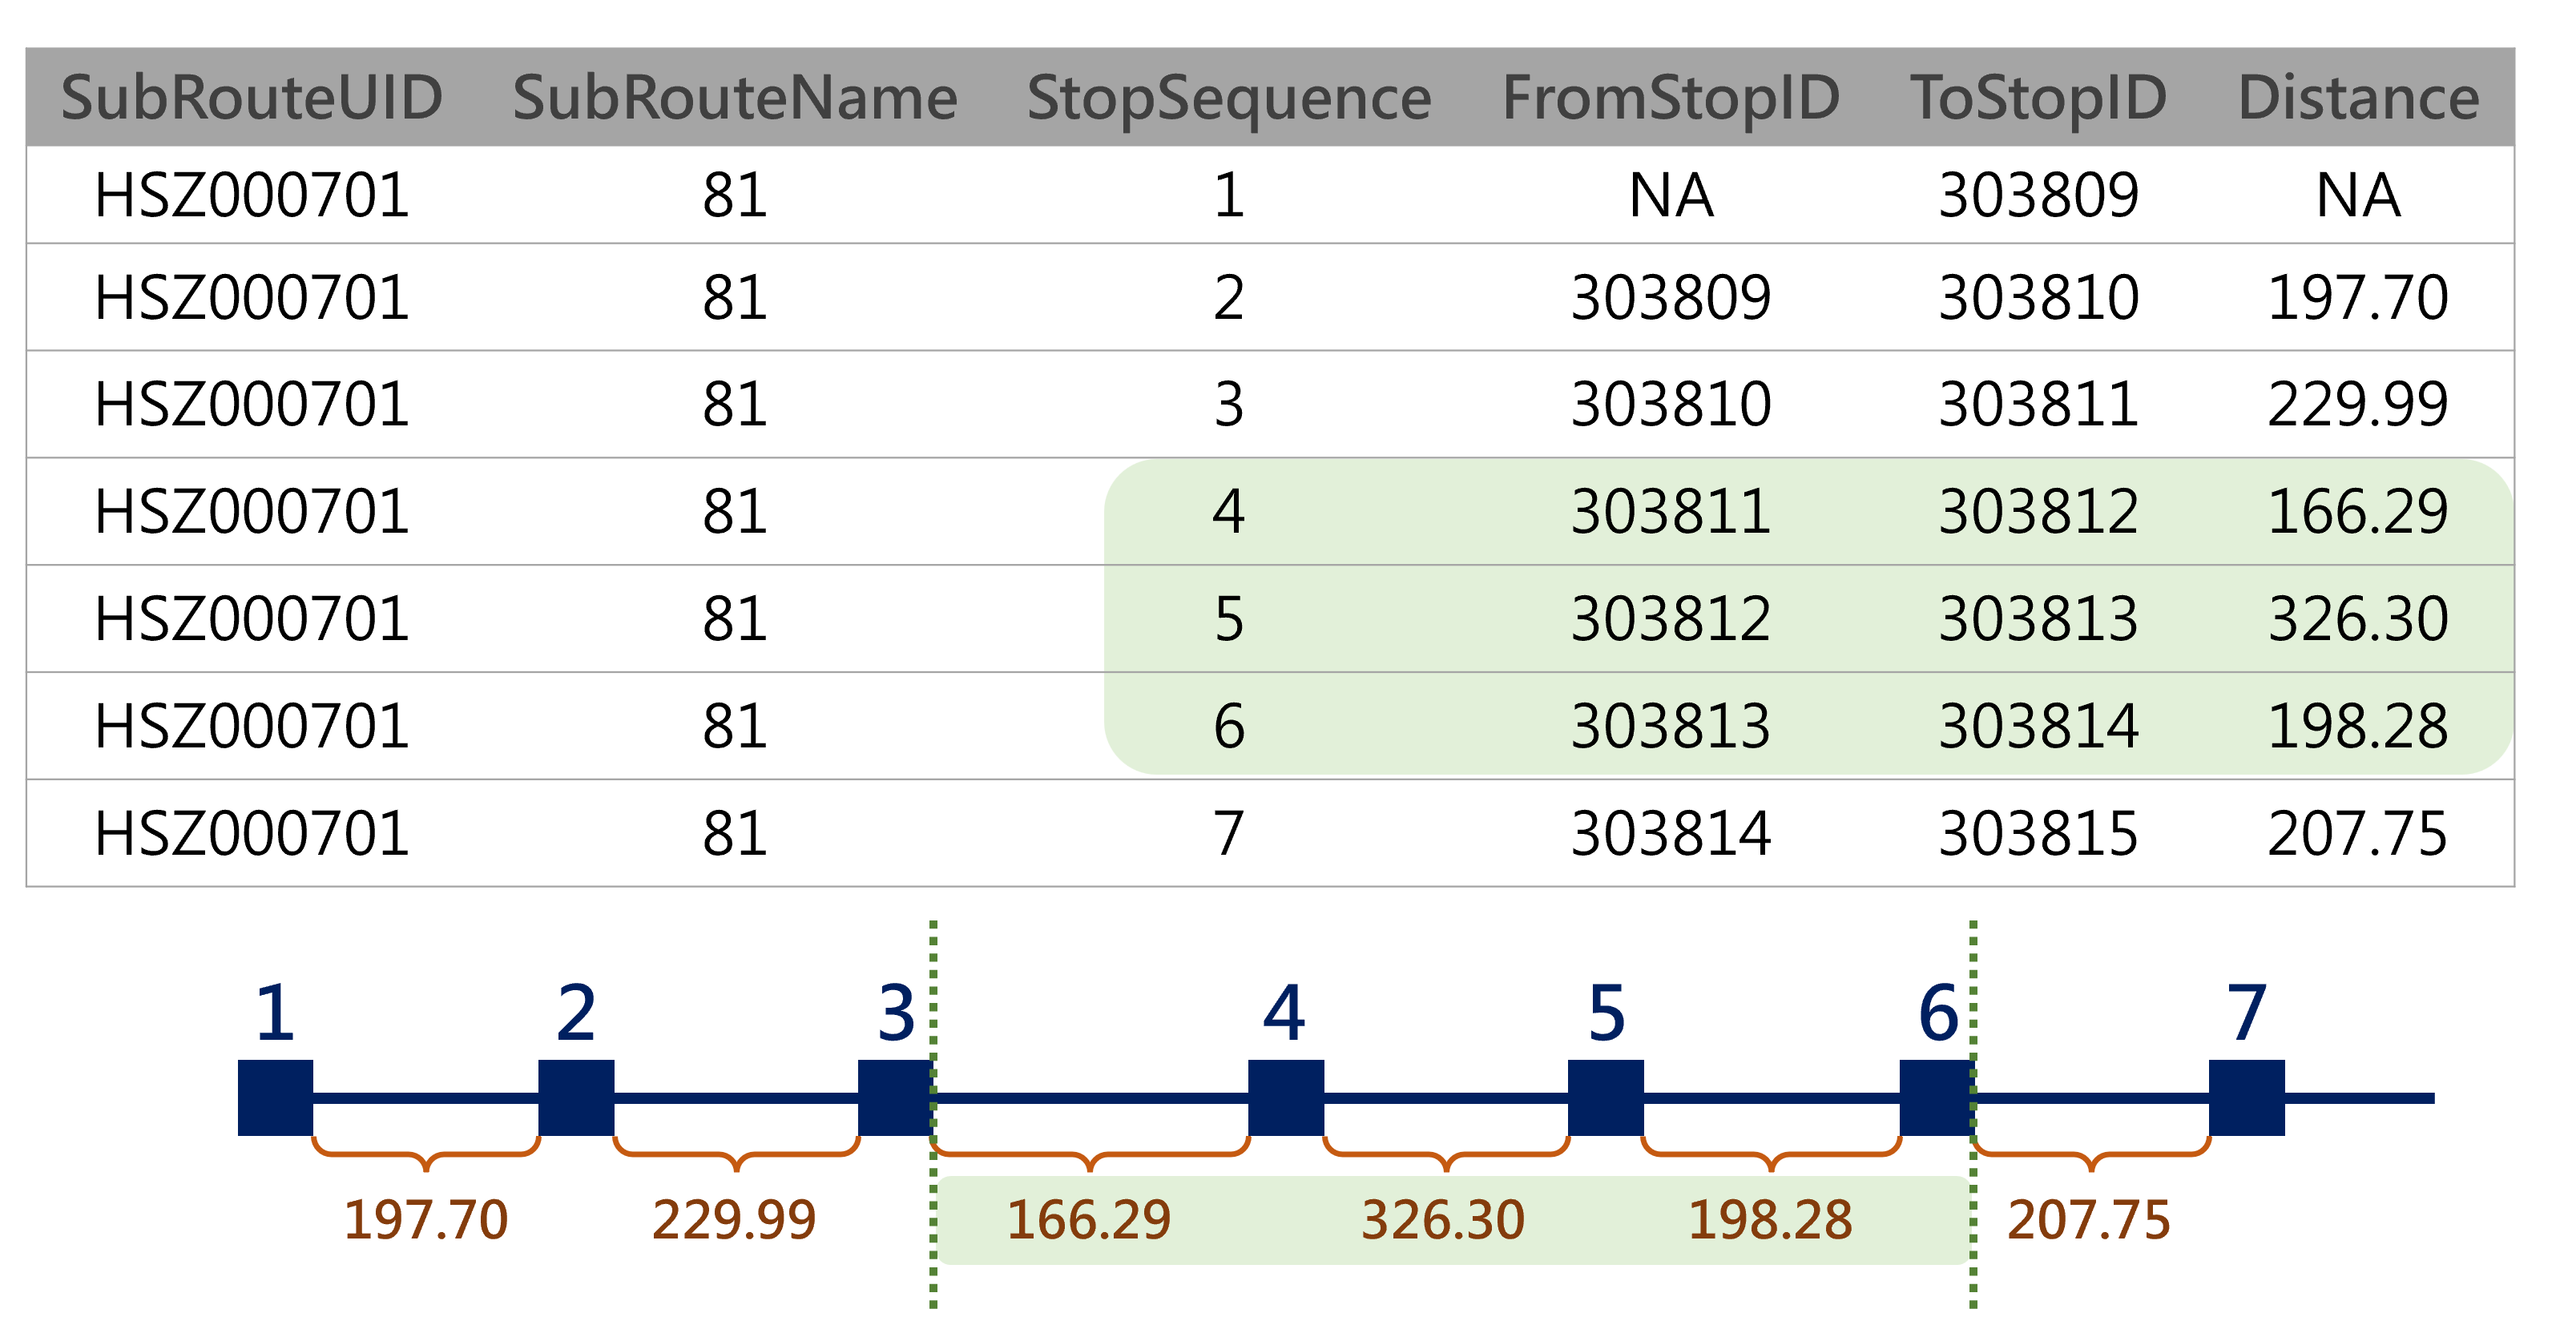 SubRouteUID SubRouteName StopSequence FromStopID ToStopID Distance
HSZ000701 81 1 NA 303809 NA
HSZ000701 81 2 303809 303810 197.70
HSZ000701 81 3 303810 303811 229.99
HSZ000701 81 4 303811 303812 166.29
HSZ000701 81 5 303812 303813 326.30
HSZ000701 81 6 303813 303814 198.28
HSZ000701 81 7 303814 303815 207.75
1 2 3 4 5 6 7
197.70 229.99 166.29 326.30 198.28 207.75